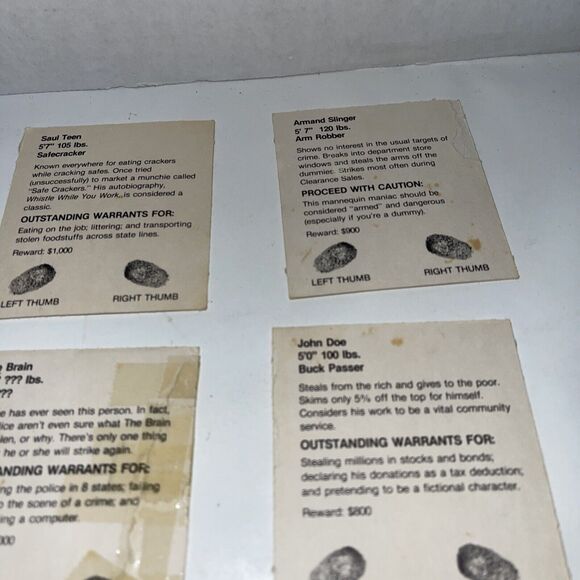 Saul Teen
5'7" 105 lbs.
Safecracker
Known everywhere for eating crackers
while cracking safes. Once tried
(unsuccessfully) to market a munchie called
"Safe Crackers." His autobiography,
Whistle While You Work, is considered a
classic.
OUTSTANDING WARRANTS FOR:
Eating on the job; littering; and transporting
stolen foodstuffs across state lines.
Reward: $1,000
LEFT THUMB
RIGHT THUMB
Armand Slinger
5' 7" 120 lbs.
Arm Robber
Shows no interest in the usual targets of
crime. Breaks into department store
windows and steals the arms off the
dummies. Strikes most often during
Clearance Sales.
PROCEED WITH CAUTION:
This mannequin maniac should be
considered "armed" and dangerous
(especially if you're a dummy).
Reward: $900
LEFT THUMB
RIGHT THUMB
Brain
??? lbs.
??
has ever seen this person. In fact,
aren't even sure what The Brain
or why. There's only one thing
he or she will strike again.
WARRANTS FOR:
the police in 8 states; failing
the scene of a crime; and
a computer.
John Doe
5'0" 100 lbs.
Buck Passer
Steals from the rich and gives to the poor.
Skims only 5% off the top for himself.
Considers his work to be a vital community
service.
OUTSTANDING WARRANTS FOR:
Stealing millions in stocks and bonds;
declaring his donations as a tax deduction;
and pretending to be a fictional character.
Reward: $800